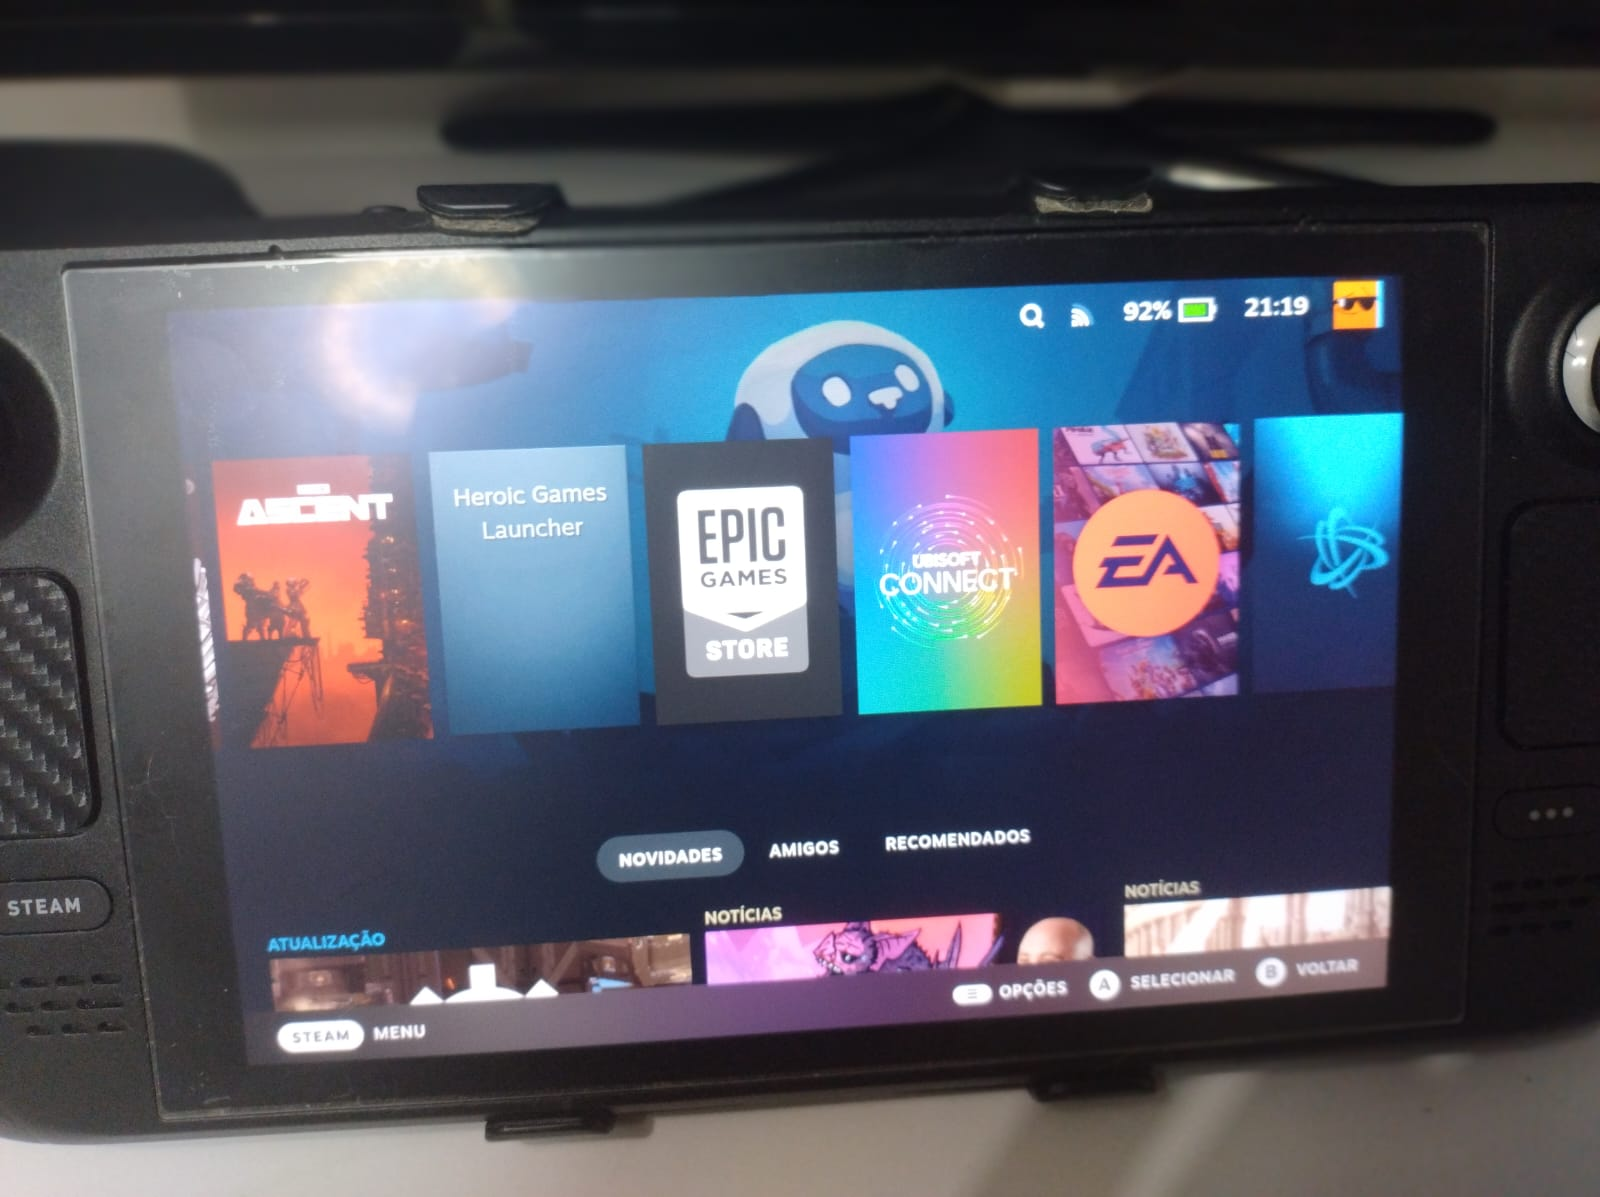 92%
21:19
ASCENT
Heroic Games
Launcher
EPIC
GAMES
STORE
UBISOFT
CONNECT
EA
NOVIDADES
AMIGOS
RECOMENDADOS
ATUALIZAÇÃO
NOTÍCIAS
NOTÍCIAS
OPÇÕES
A
SELECIONAR
B
VOLTAR
STEAM
MENU
STEAM